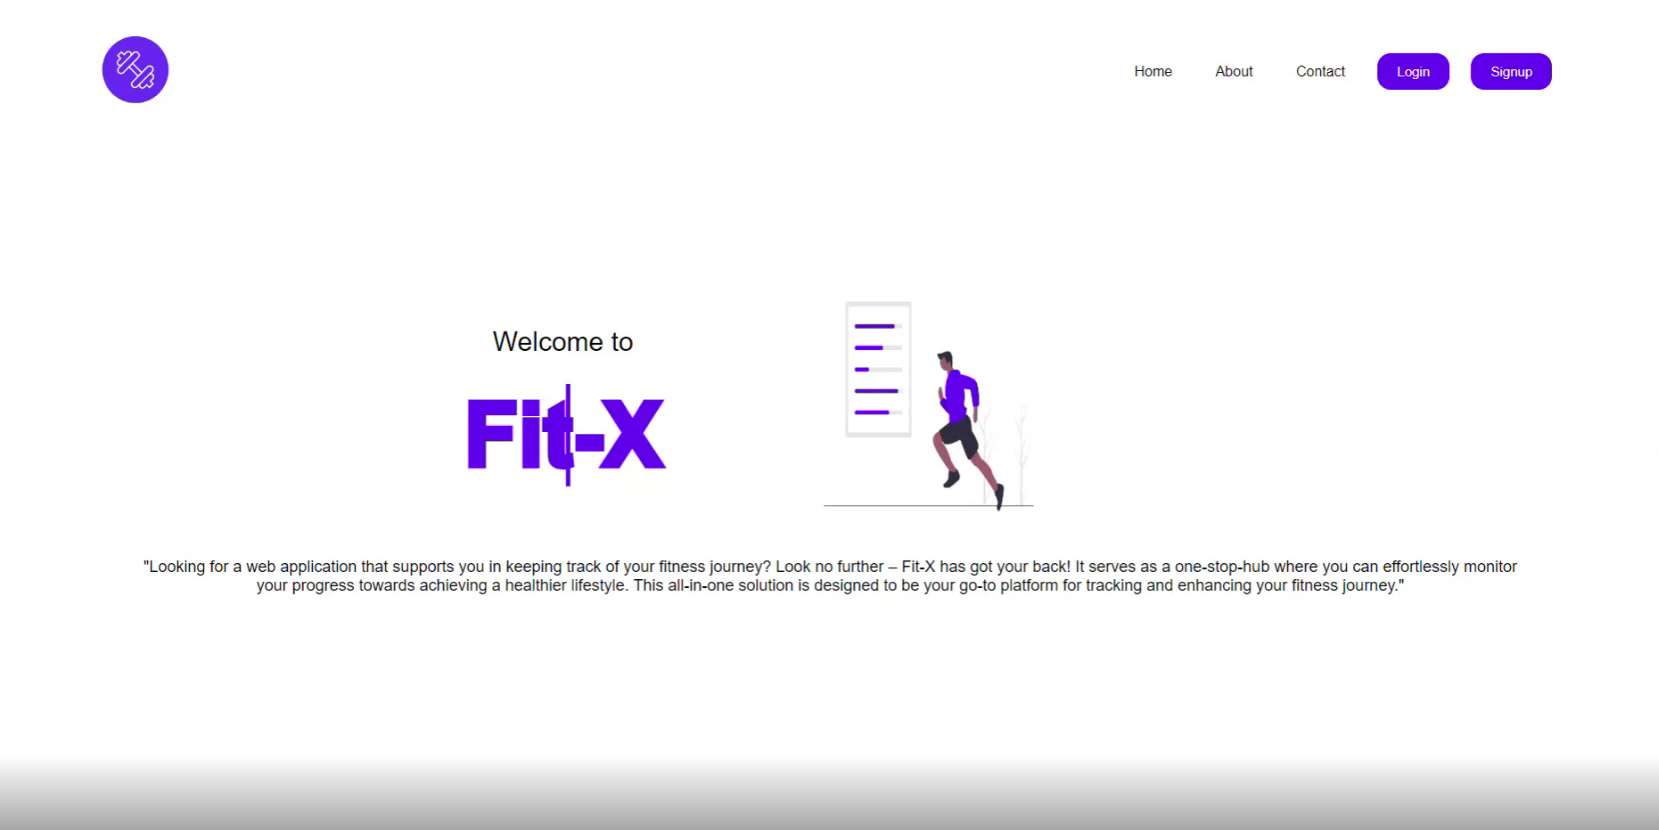 Home About Contact Login Signup
Welcome to
Fit-X
"Looking for a web application that supports you in keeping track of your fitness journey? Look no further – Fit-X has got your back! It serves as a one-stop-hub where you can effortlessly monitor
your progress towards achieving a healthier lifestyle. This all-in-one solution is designed to be your go-to platform for tracking and enhancing your fitness journey."